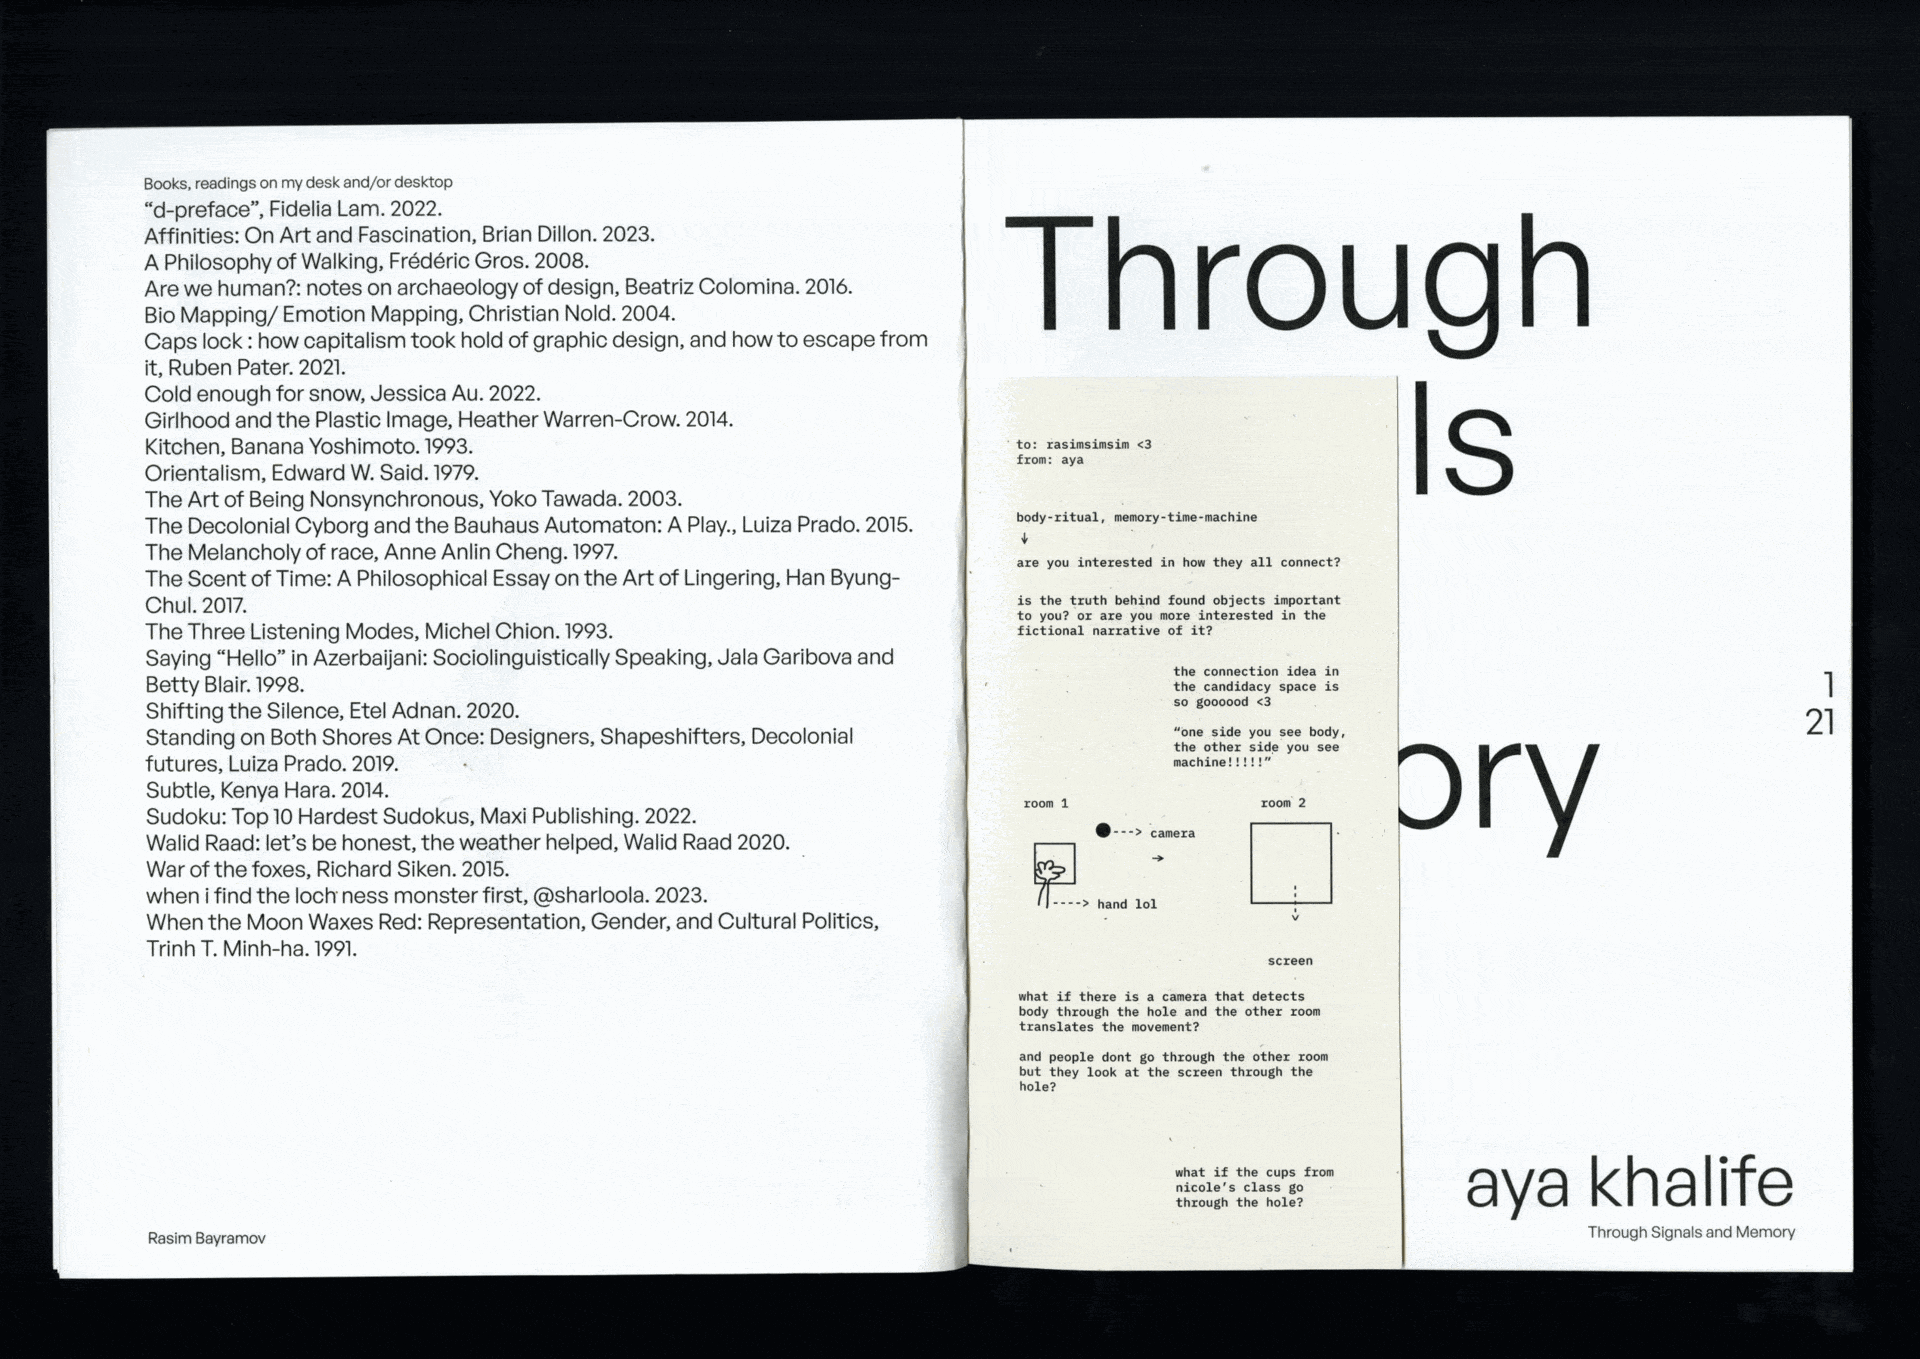 Books, readings on my desk and/or desktop
“d-preface”, Fidelia Lam. 2022.
Affinities: On Art and Fascination, Brian Dillon. 2023.
A Philosophy of Walking, Frédéric Gros. 2008.
Are we human?: notes on archaeology of design, Beatriz Colomina. 2016.
Bio Mapping/ Emotion Mapping, Christian Nold. 2004.
Caps lock : how capitalism took hold of graphic design, and how to escape from
it, Ruben Pater. 2021.
Cold enough for snow, Jessica Au. 2022.
Girlhood and the Plastic Image, Heather Warren-Crow. 2014.
Kitchen, Banana Yoshimoto. 1993.
Orientalism, Edward W. Said. 1979.
The Art of Being Nonsynchronous, Yoko Tawada. 2003.
The Decolonial Cyborg and the Bauhaus Automaton: A Play., Luiza Prado. 2015.
The Melancholy of race, Anne Anlin Cheng. 1997.
The Scent of Time: A Philosophical Essay on the Art of Lingering, Han Byung-
Chul. 2017.
The Three Listening Modes, Michel Chion. 1993.
Saying “Hello” in Azerbaijani: Sociolinguistically Speaking, Jala Garibova and
Betty Blair. 1998.
Shifting the Silence, Etel Adnan. 2020.
Standing on Both Shores At Once: Designers, Shapeshifters, Decolonial
futures, Luiza Prado. 2019.
Subtle, Kenya Hara. 2014.
Sudoku: Top 10 Hardest Sudokus, Maxi Publishing. 2022.
Walid Raad: let’s be honest, the weather helped, Walid Raad 2020.
War of the foxes, Richard Siken. 2015.
when i find the loch ness monster first, @sharloola. 2023.
When the Moon Waxes Red: Representation, Gender, and Cultural Politics,
Trinh T. Minh-ha. 1991.
Rasim Bayramov
Through
ls
ory
to: rasimsimsim <3
from: aya
body-ritual, memory-time-machine
↓
are you interested in how they all connect?
is the truth behind found objects important
to you? or are you more interested in the
fictional narrative of it?
the connection idea in
the candidacy space is
so goooood <3
“one side you see body,
the other side you see
machine!!!!!”
room 1
room 2
---> camera
→
----> hand lol
screen
what if there is a camera that detects
body through the hole and the other room
translates the movement?
and people dont go through the other room
but they look at the screen through the
hole?
what if the cups from
nicole’s class go
through the hole?
1
21
aya khalife
Through Signals and Memory